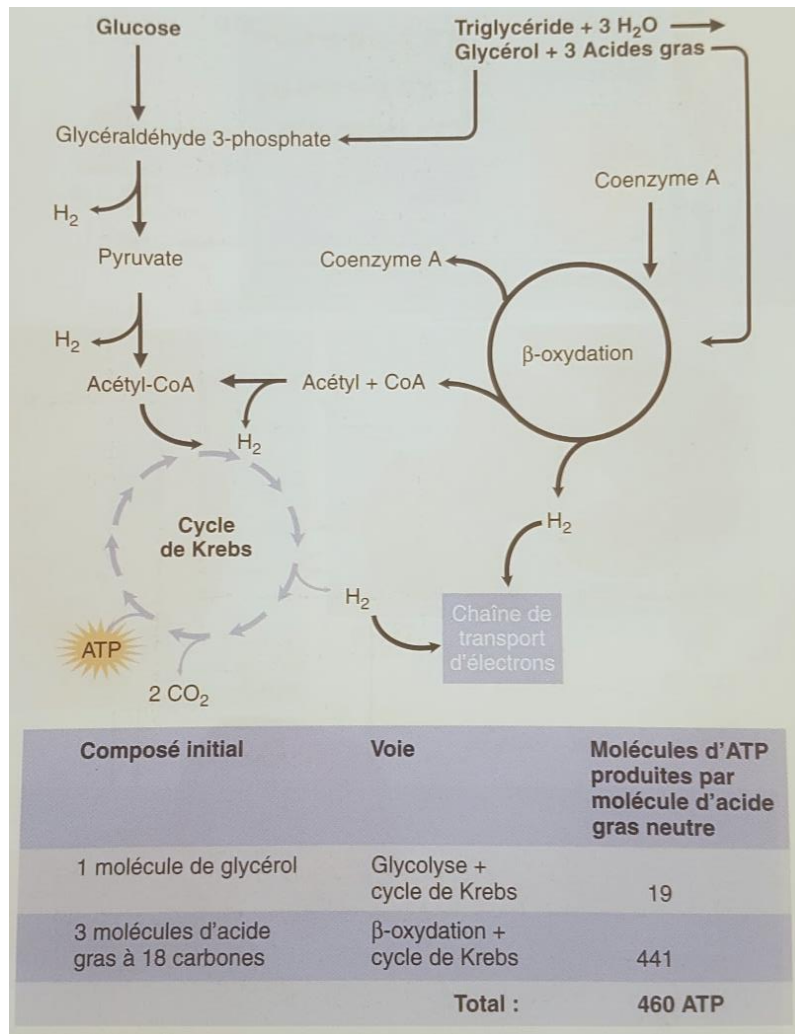 Glucose
Triglycéride + 3 H₂O
Glycérol + 3 Acides gras
Glycéraldéhyde 3-phosphate
Coenzyme A
H₂
Pyruvate
Coenzyme A
H₂
β-oxydation
Acétyl-CoA
Acétyl + CoA
H₂
Cycle
de Krebs
H₂
H₂
Chaîne de
transport
d'électrons
ATP
2 CO₂
Composé initial
Voie
Molécules d'ATP
produites par
molécule d'acide
gras neutre
1 molécule de glycérol
Glycolyse +
cycle de Krebs
19
3 molécules d'acide
gras à 18 carbones
β-oxydation +
cycle de Krebs
441
Total :
460 ATP